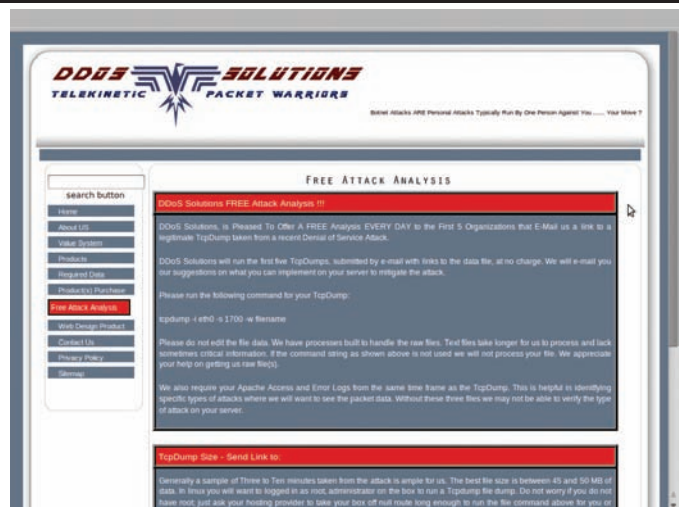 DDOS SOLUTIONS
TELEKINETIC PACKET WARRIORS
Botnet Attacks ARE Personal Attacks Typically Run By One Person Against You ...... Your Move ?
FREE ATTACK ANALYSIS
search button
Home
About US
Value System
Products
Required Data
Product(s) Purchase
Free Attack Analysis
Web Design Product
Contact Us
Privacy Policy
Sitemap
DDoS Solutions FREE Attack Analysis !!!
DDoS Solutions, is Pleased To Offer A FREE Analysis EVERY DAY to the First 5 Organizations that E-Mail us a link to a
legitimate TcpDump taken from a recent Denial of Service Attack.
DDoS Solutions will run the first five TcpDumps, submitted by e-mail with links to the data file, at no charge. We will e-mail you
our suggestions on what you can implement on your server to mitigate the attack.
Please run the following command for your TcpDump:
tcpdump -i eth0 -s 1700 -w filename
Please do not edit the file data. We have processes built to handle the raw files. Text files take longer for us to process and lack
sometimes critical information. If the command string as shown above is not used we will not process your file. We appreciate
your help on getting us raw file(s).
We also require your Apache Access and Error Logs from the same time frame as the TcpDump. This is helpful in identifying
specific types of attacks where we will want to see the packet data. Without these three files we may not be able to verify the type
of attack on your server.
TcpDump Size - Send Link to:
Generally a sample of Three to Ten minutes taken from the attack is ample for us. The best file size is between 45 and 50 MB of
data. In linux you will want to logged in as root, administrator on the box to run a Tcpdump file dump. Do not worry if you do not
have root, just ask your hosting provider to take your box off null route long enough to run the file command above for you or